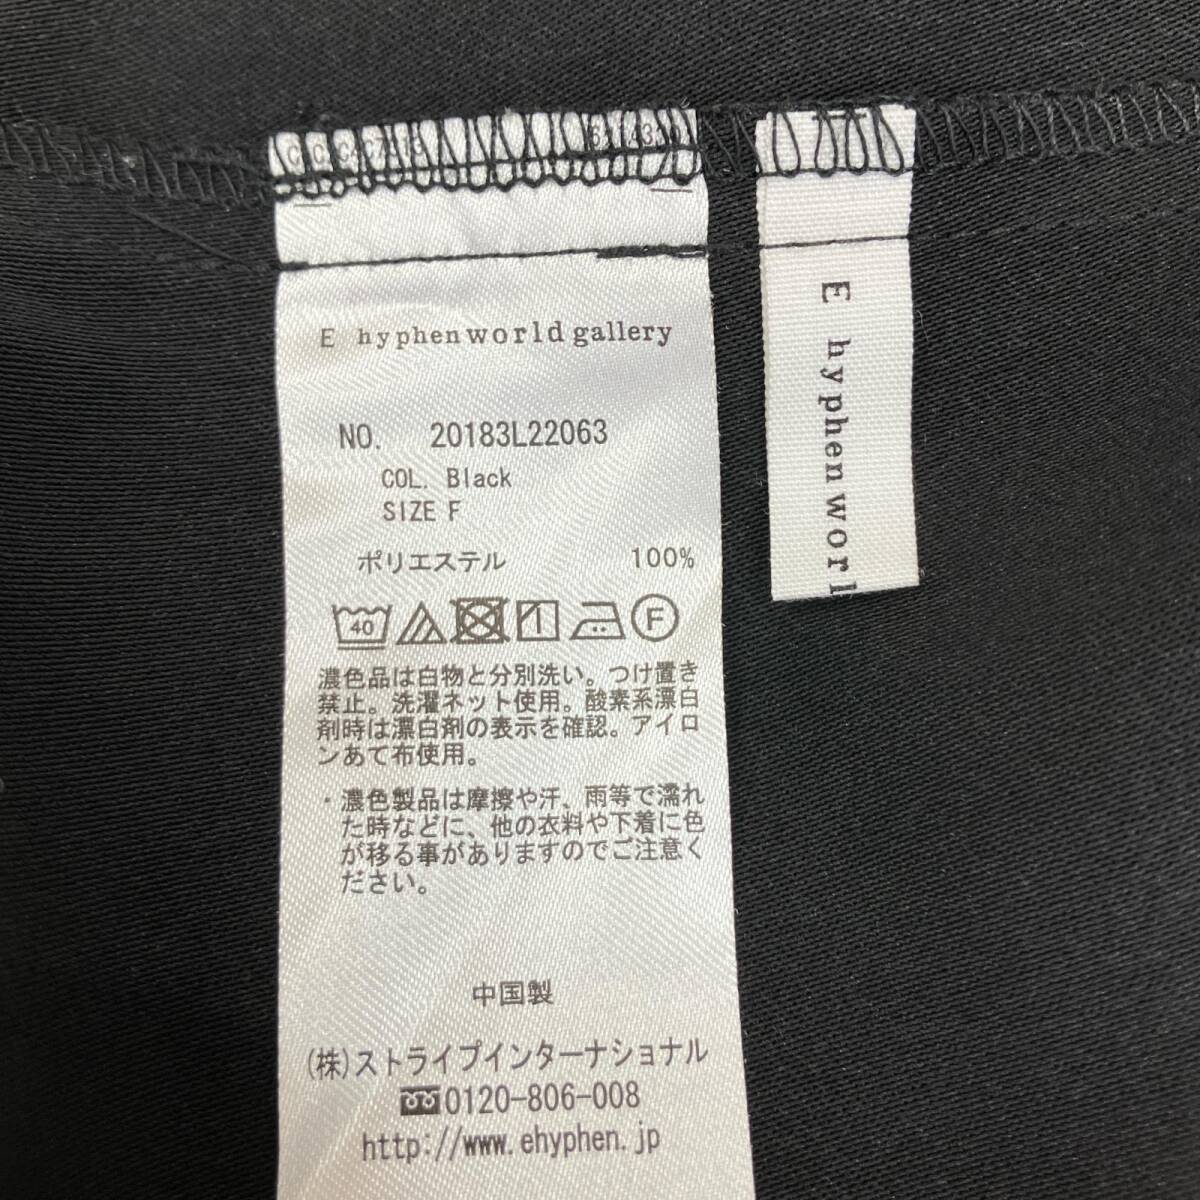 E hyphen world gallery
NO. 20183L22063
COL. Black
SIZE F
ポリエステル 100%
40 F
濃色品は白物と分別洗い。つけ置き
禁止。洗濯ネット使用。酸素系漂白
剤時は漂白剤の表示を確認。アイロ
ンあて布使用。
・濃色製品は摩擦や汗、雨等で濡れ
た時などに、他の衣料や下着に色
が移る事がありますのでご注意く
ださい。
中国製
(株)ストライプインターナショナル
0120-806-008
http://www.ehyphen.jp
E hyphen worl